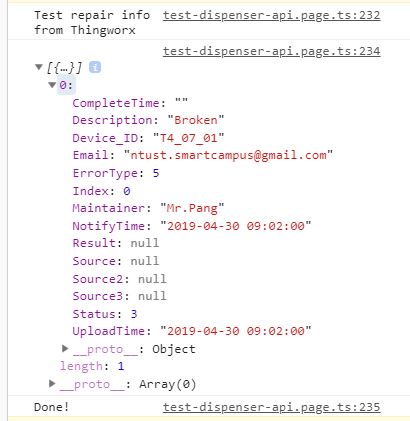 Test repair info test-dispenser-api.page.ts:232
from Thingworx
test-dispenser-api.page.ts:234
▼[{…}] i
▼0:
CompleteTime: ""
Description: "Broken"
Device_ID: "T4_07_01"
Email: "ntust.smartcampus@gmail.com"
ErrorType: 5
Index: 0
Maintainer: "Mr.Pang"
NotifyTime: "2019-04-30 09:02:00"
Result: null
Source: null
Source2: null
Source3: null
Status: 3
UploadTime: "2019-04-30 09:02:00"
▶__proto__: Object
length: 1
▶__proto__: Array(0)
Done! test-dispenser-api.page.ts:235